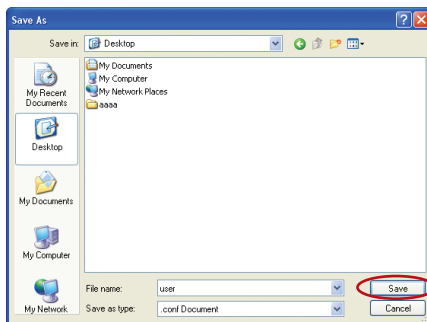 Save As
Save in:
Desktop
My Recent
Documents
Desktop
My Documents
My Computer
My Network
My Documents
My Computer
My Network Places
aaaa
File name:
user
Save
Save as type:
.conf Document
Cancel